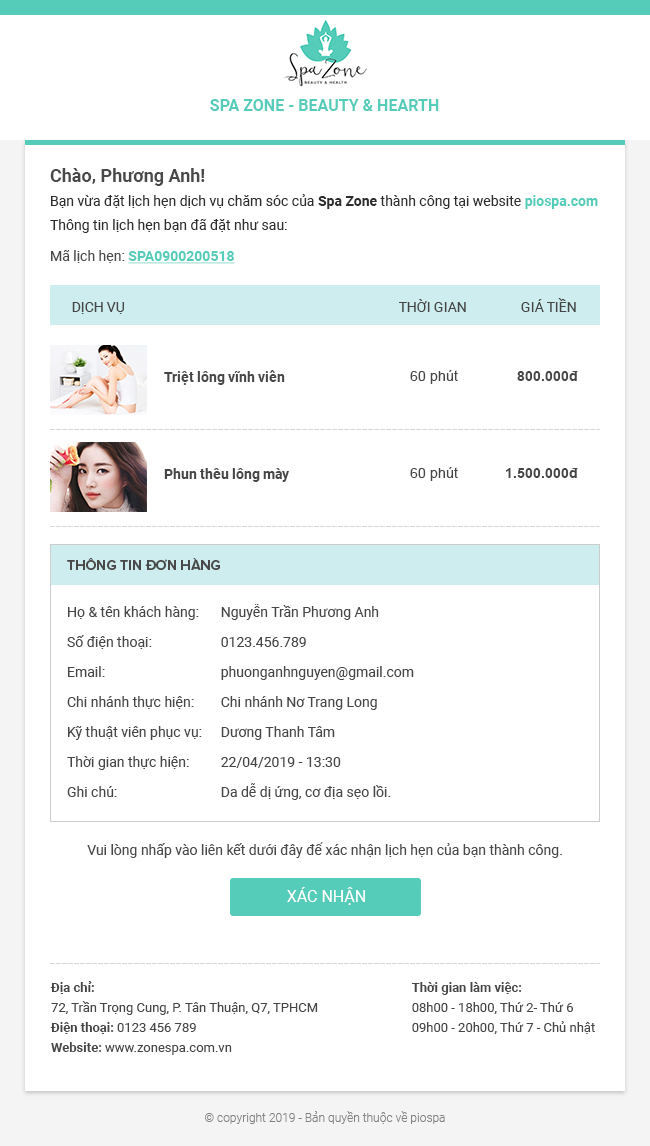 Spa Zone
BEAUTY & HEALTH
SPA ZONE - BEAUTY & HEARTH
Chào, Phương Anh!
Bạn vừa đặt lịch hẹn dịch vụ chăm sóc của Spa Zone thành công tại website piospa.com
Thông tin lịch hẹn bạn đã đặt như sau:
Mã lịch hẹn: SPA0900200518
DỊCH VỤ THỜI GIAN GIÁ TIỀN
Triệt lông vĩnh viên 60 phút 800.000đ
Phun thêu lông mày 60 phút 1.500.000đ
THÔNG TIN ĐƠN HÀNG
Họ & tên khách hàng: Nguyễn Trần Phương Anh
Số điện thoại: 0123.456.789
Email: phuonganhnguyen@gmail.com
Chi nhánh thực hiện: Chi nhánh Nơ Trang Long
Kỹ thuật viên phục vụ: Dương Thanh Tâm
Thời gian thực hiện: 22/04/2019 - 13:30
Ghi chú: Da dễ dị ứng, cơ địa sẹo lồi.
Vui lòng nhấp vào liên kết dưới đây để xác nhận lịch hẹn của bạn thành công.
XÁC NHẬN
Địa chỉ: Thời gian làm việc:
72, Trần Trọng Cung, P. Tân Thuận, Q7, TPHCM 08h00 - 18h00, Thứ 2- Thứ 6
Điện thoại: 0123 456 789 09h00 - 20h00, Thứ 7 - Chủ nhật
Website: www.zonespa.com.vn
© copyright 2019 - Bản quyền thuộc về piospa